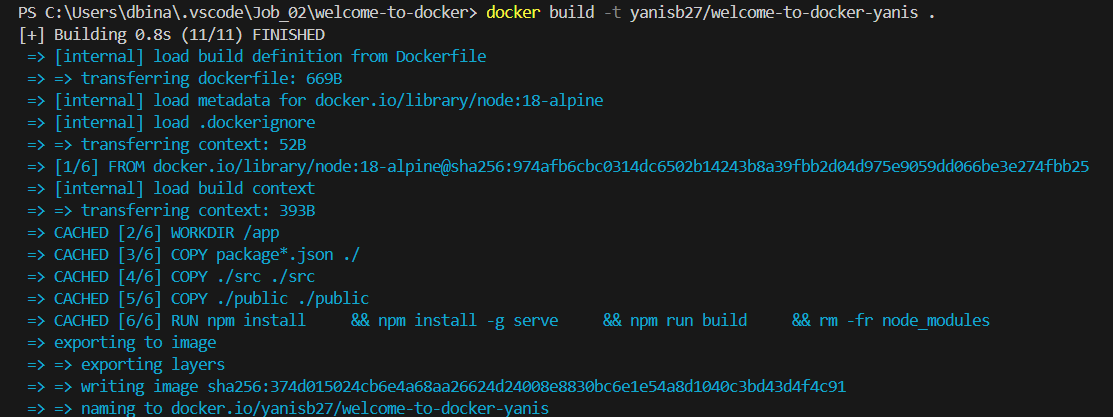 PS C:\Users\dbina\.vscode\Job_02\welcome-to-docker> docker build -t yanisb27/welcome-to-docker-yanis .
[+] Building 0.8s (11/11) FINISHED
=> [internal] load build definition from Dockerfile
=> => transferring dockerfile: 669B
=> [internal] load metadata for docker.io/library/node:18-alpine
=> [internal] load .dockerignore
=> => transferring context: 52B
=> [1/6] FROM docker.io/library/node:18-alpine@sha256:974afb6cbc0314dc6502b14243b8a39fbb2d04d975e9059dd066be3e274fbb25
=> [internal] load build context
=> => transferring context: 393B
=> CACHED [2/6] WORKDIR /app
=> CACHED [3/6] COPY package*.json ./
=> CACHED [4/6] COPY ./src ./src
=> CACHED [5/6] COPY ./public ./public
=> CACHED [6/6] RUN npm install     && npm install -g serve     && npm run build     && rm -fr node_modules
=> exporting to image
=> => exporting layers
=> => writing image sha256:374d015024cb6e4a68aa26624d24008e8830bc6e1e54a8d1040c3bd43d4f4c91
=> => naming to docker.io/yanisb27/welcome-to-docker-yanis